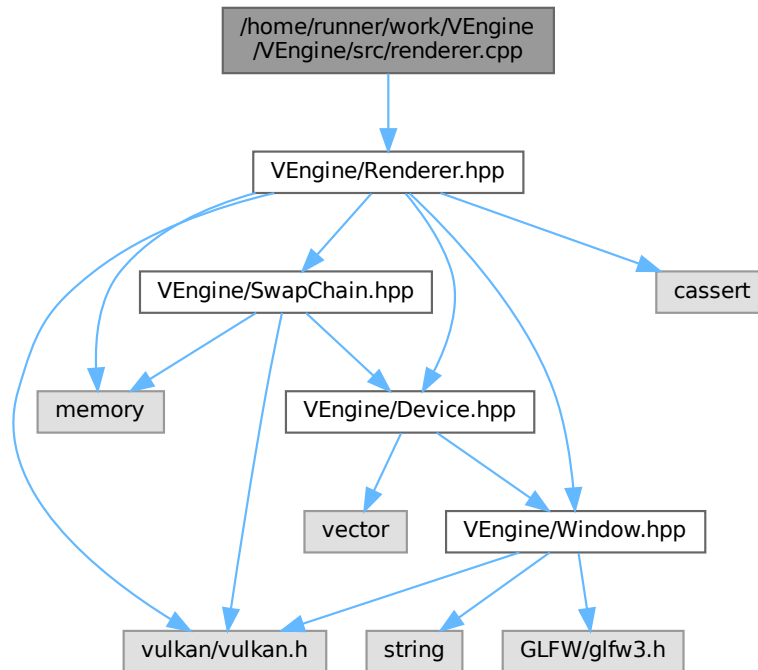 /home/runner/work/VEngine
/VEngine/src/renderer.cpp
VEngine/Renderer.hpp
VEngine/SwapChain.hpp
cassert
memory
VEngine/Device.hpp
vector
VEngine/Window.hpp
vulkan/vulkan.h
string
GLFW/glfw3.h